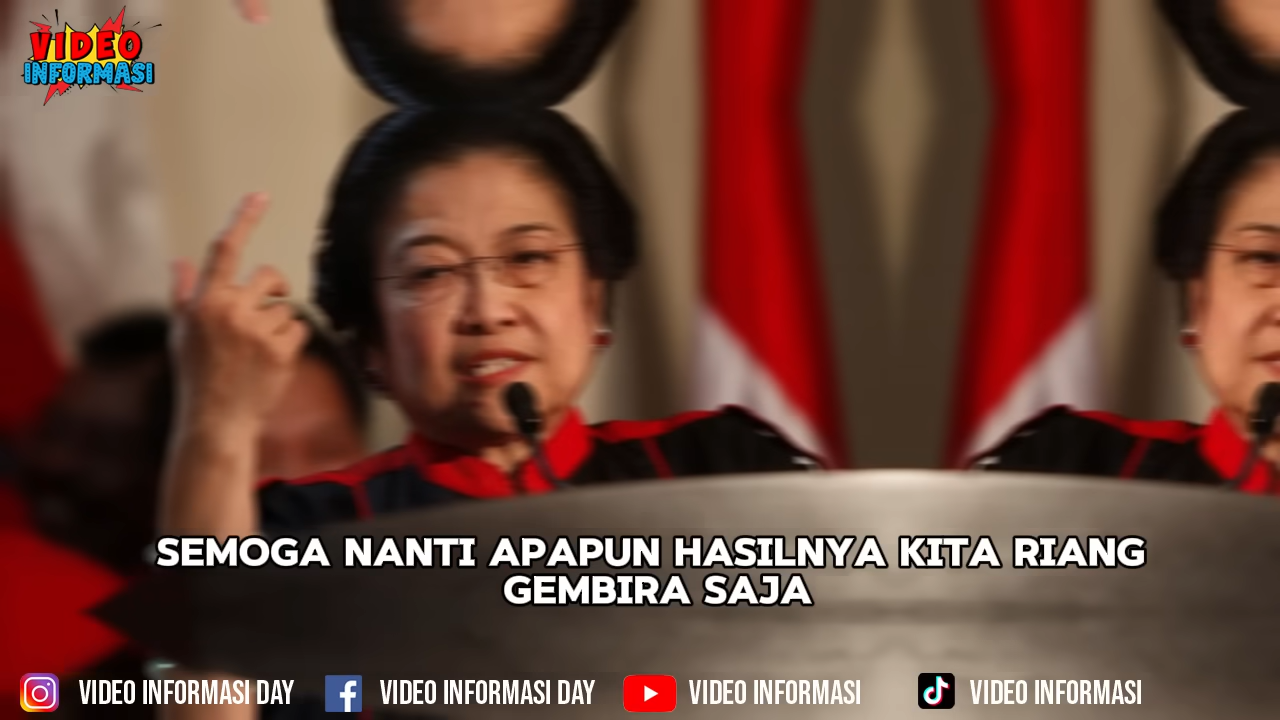 VIDEO
INFORMASI
SEMOGA NANTI APAPUN HASILNYA KITA RIANG
GEMBIRA SAJA
VIDEO INFORMASI DAY
VIDEO INFORMASI DAY
VIDEO INFORMASI
VIDEO INFORMASI